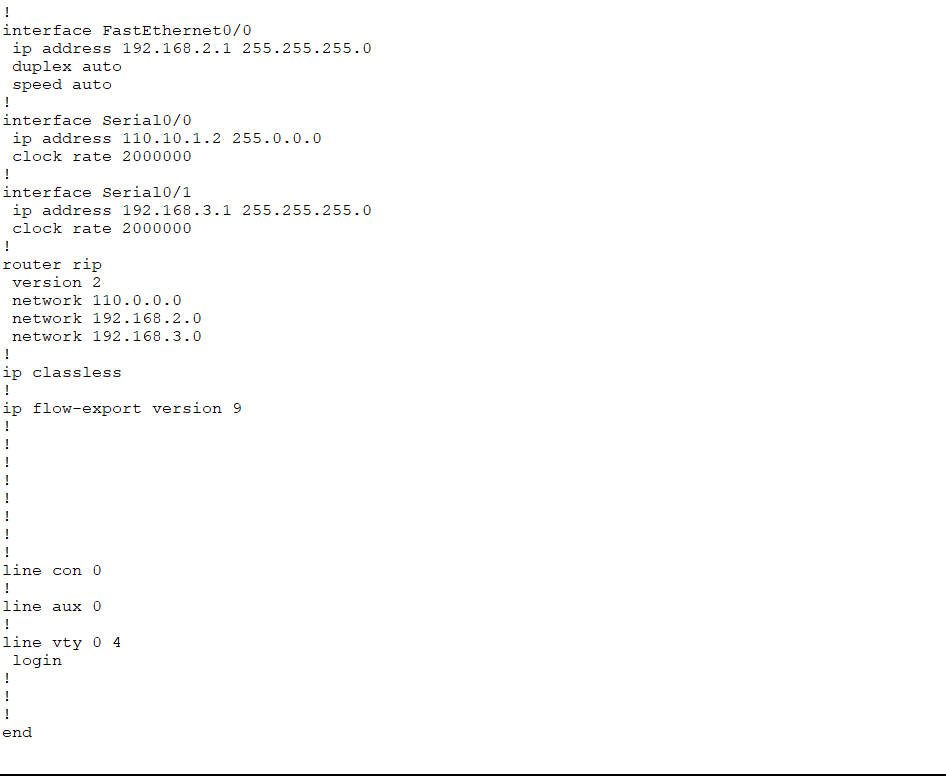 !
interface FastEthernet0/0
 ip address 192.168.2.1 255.255.255.0
 duplex auto
 speed auto
!
interface Serial0/0
 ip address 110.10.1.2 255.0.0.0
 clock rate 2000000
!
interface Serial0/1
 ip address 192.168.3.1 255.255.255.0
 clock rate 2000000
!
router rip
 version 2
 network 110.0.0.0
 network 192.168.2.0
 network 192.168.3.0
!
ip classless
!
ip flow-export version 9
!
!
!
!
!
!
!
!
line con 0
!
line aux 0
!
line vty 0 4
 login
!
!
!
end